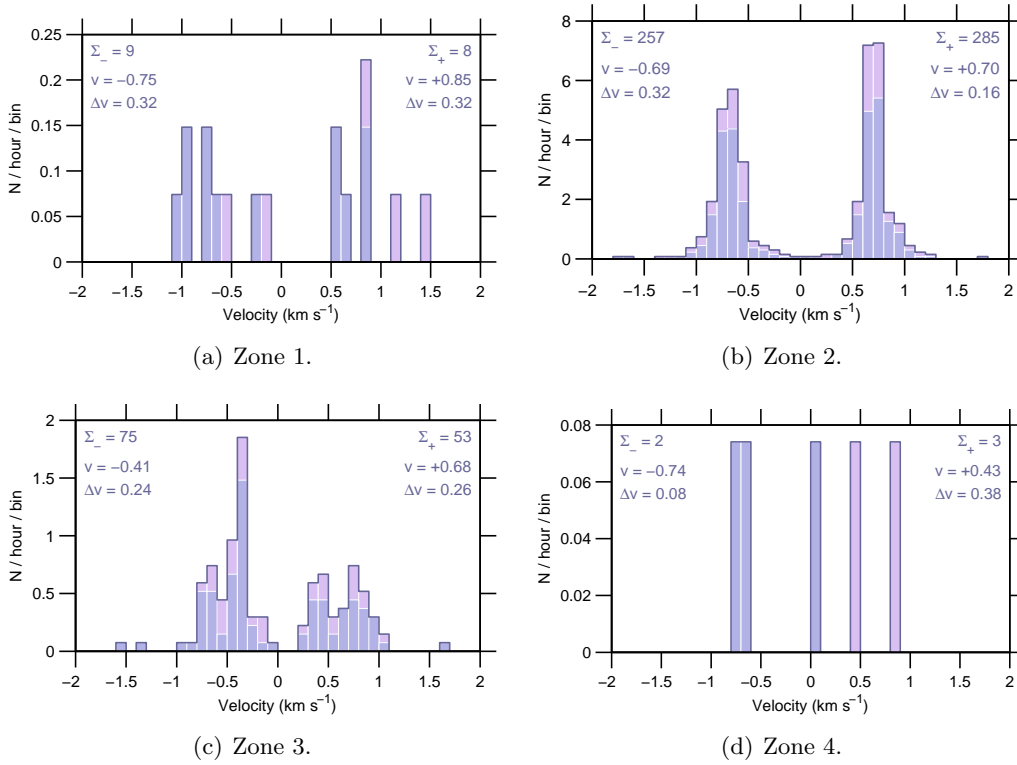 Σ− = 9
v = −0.75
Δv = 0.32
Σ+ = 8
v = +0.85
Δv = 0.32
0.25
0.2
0.15
0.1
0.05
0
N / hour / bin
−2 −1.5 −1 −0.5 0 0.5 1 1.5 2
Velocity (km s−1)
(a) Zone 1.
Σ− = 257
v = −0.69
Δv = 0.32
Σ+ = 285
v = +0.70
Δv = 0.16
8
6
4
2
0
N / hour / bin
−2 −1.5 −1 −0.5 0 0.5 1 1.5 2
Velocity (km s−1)
(b) Zone 2.
Σ− = 75
v = −0.41
Δv = 0.24
Σ+ = 53
v = +0.68
Δv = 0.26
2
1.5
1
0.5
0
N / hour / bin
−2 −1.5 −1 −0.5 0 0.5 1 1.5 2
Velocity (km s−1)
(c) Zone 3.
Σ− = 2
v = −0.74
Δv = 0.08
Σ+ = 3
v = +0.43
Δv = 0.38
0.08
0.06
0.04
0.02
0
N / hour / bin
−2 −1.5 −1 −0.5 0 0.5 1 1.5 2
Velocity (km s−1)
(d) Zone 4.